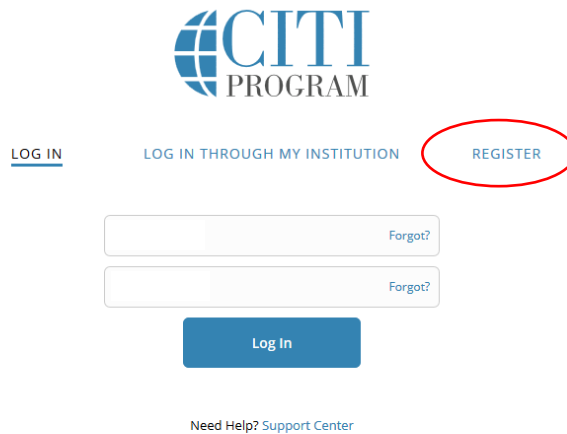 CITI
PROGRAM
LOG IN LOG IN THROUGH MY INSTITUTION REGISTER
Forgot?
Forgot?
Log In
Need Help? Support Center